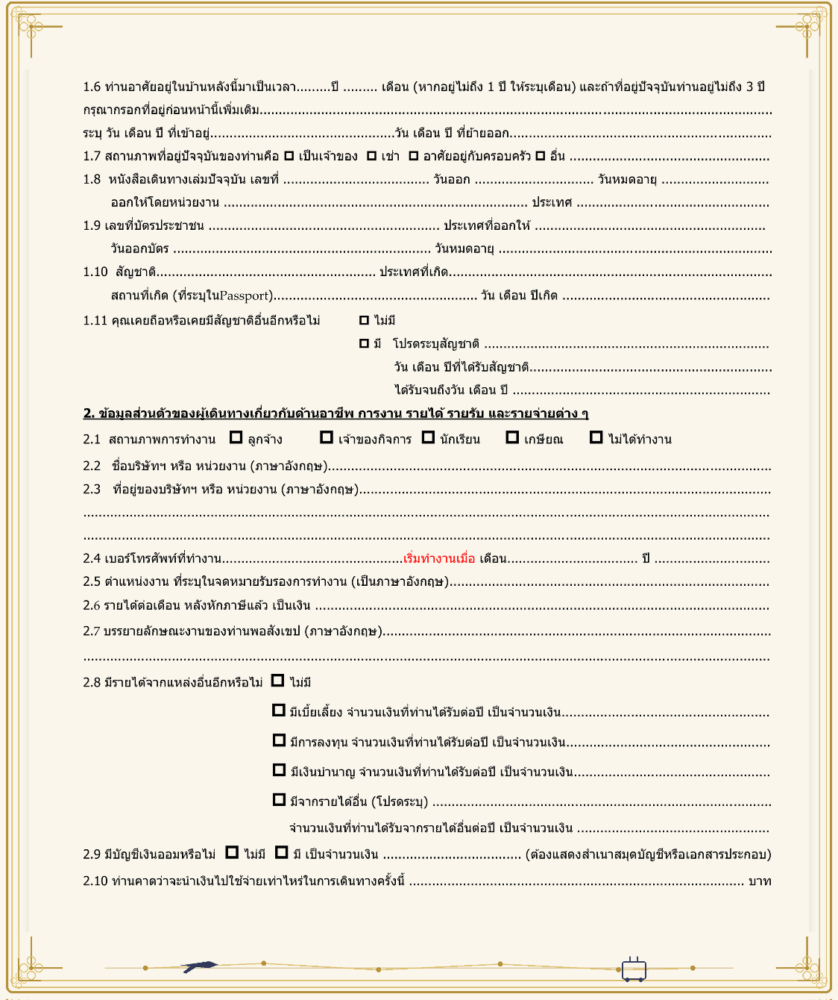 1.6 ท่านอาศัยอยู่ในบ้านหลังนี้มาเป็นเวลา.........ปี ......... เดือน (หากอยู่ไม่ถึง 1 ปี ให้ระบุเดือน) และถ้าที่อยู่ปัจจุบันท่านอยู่ไม่ถึง 3 ปี
กรุณากรอกที่อยู่ก่อนหน้านี้เพิ่มเติม....................................................................................................
ระบุ วัน เดือน ปี ที่เข้าอยู่................................................วัน เดือน ปี ที่ย้ายออก....................................................................
1.7 สถานภาพที่อยู่ปัจจุบันของท่านคือ ☐ เป็นเจ้าของ ☐ เช่า ☐ อาศัยอยู่กับครอบครัว ☐ อื่น ....................................................
1.8 หนังสือเดินทางเล่มปัจจุบัน เลขที่ ...................................... วันออก ............................... วันหมดอายุ ............................
ออกให้โดยหน่วยงาน ............................................................................... ประเทศ ..................................................
1.9 เลขที่บัตรประชาชน ............................................................ ประเทศที่ออกให้ ............................................................
วันออกบัตร ................................................................... วันหมดอายุ .......................................................................
1.10 สัญชาติ......................................................... ประเทศที่เกิด....................................................................................
สถานที่เกิด (ที่ระบุในPassport)..................................................... วัน เดือน ปีเกิด ......................................................
1.11 คุณเคยถือหรือเคยมีสัญชาติอื่นอีกหรือไม่ ☐ ไม่มี
☐ มี โปรดระบุสัญชาติ ..........................................................................
วัน เดือน ปีที่ได้รับสัญชาติ...............................................................
ได้รับจนถึงวัน เดือน ปี ...................................................................
2. ข้อมูลส่วนตัวของผู้เดินทางเกี่ยวกับด้านอาชีพ การงาน รายได้ รายรับ และรายจ่ายต่าง ๆ
2.1 สถานภาพการทำงาน ☐ ลูกจ้าง ☐ เจ้าของกิจการ ☐ นักเรียน ☐ เกษียณ ☐ ไม่ได้ทำงาน
2.2 ชื่อบริษัทฯ หรือ หน่วยงาน (ภาษาอังกฤษ)...................................................................................................................
2.3 ที่อยู่ของบริษัทฯ หรือ หน่วยงาน (ภาษาอังกฤษ)...........................................................................................................
..................................................................................................................................................................................
..................................................................................................................................................................................
2.4 เบอร์โทรศัพท์ที่ทำงาน...............................................เริ่มทำงานเมื่อ เดือน.................................. ปี ..............................
2.5 ตำแหน่งงาน ที่ระบุในจดหมายรับรองการทำงาน (เป็นภาษาอังกฤษ)...................................................................................
2.6 รายได้ต่อเดือน หลังหักภาษีแล้ว เป็นเงิน ......................................................................................................................
2.7 บรรยายลักษณะงานของท่านพอสังเขป (ภาษาอังกฤษ).....................................................................................................
..................................................................................................................................................................................
2.8 มีรายได้จากแหล่งอื่นอีกหรือไม่ ☐ ไม่มี
☐ มีเบี้ยเลี้ยง จำนวนเงินที่ท่านได้รับต่อปี เป็นจำนวนเงิน......................................................
☐ มีการลงทุน จำนวนเงินที่ท่านได้รับต่อปี เป็นจำนวนเงิน.....................................................
☐ มีเงินบำนาญ จำนวนเงินที่ท่านได้รับต่อปี เป็นจำนวนเงิน...................................................
☐ มีจากรายได้อื่น (โปรดระบุ) ........................................................................................
จำนวนเงินที่ท่านได้รับจากรายได้อื่นต่อปี เป็นจำนวนเงิน ..................................................
2.9 มีบัญชีเงินออมหรือไม่ ☐ ไม่มี ☐ มี เป็นจำนวนเงิน .................................... (ต้องแสดงสำเนาสมุดบัญชีหรือเอกสารประกอบ)
2.10 ท่านคาดว่าจะนำเงินไปใช้จ่ายเท่าไหร่ในการเดินทางครั้งนี้ ....................................................................................... บาท